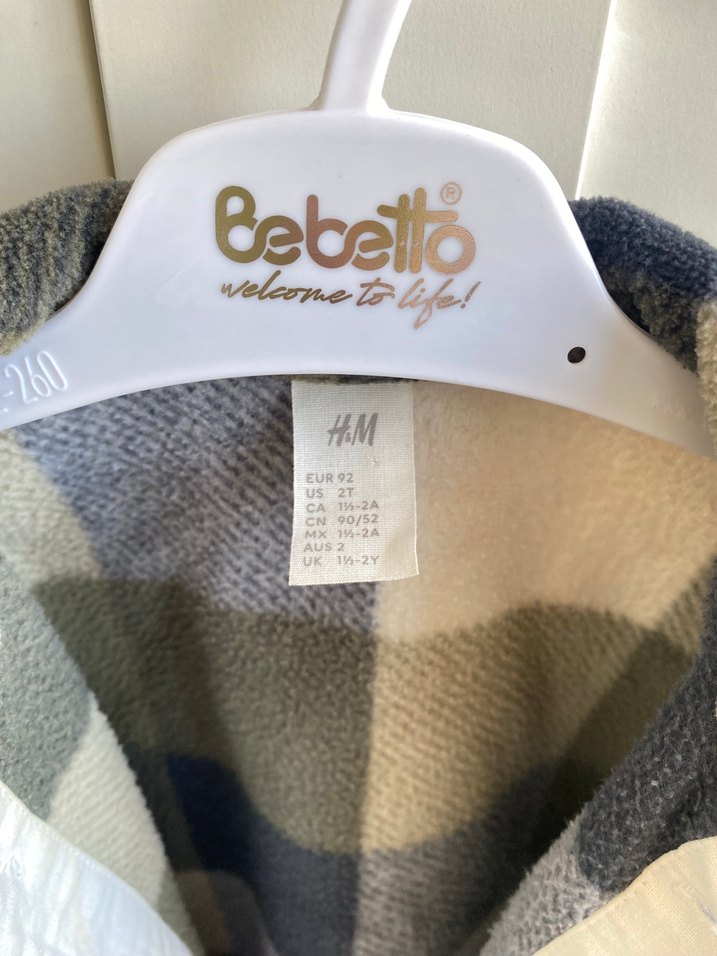 Bebetto®
welcome to life!
-260
H&M
EUR 92
US 2T
CA 1½-2A
CN 90/52
MX 1½-2A
AUS 2
UK 1½-2Y